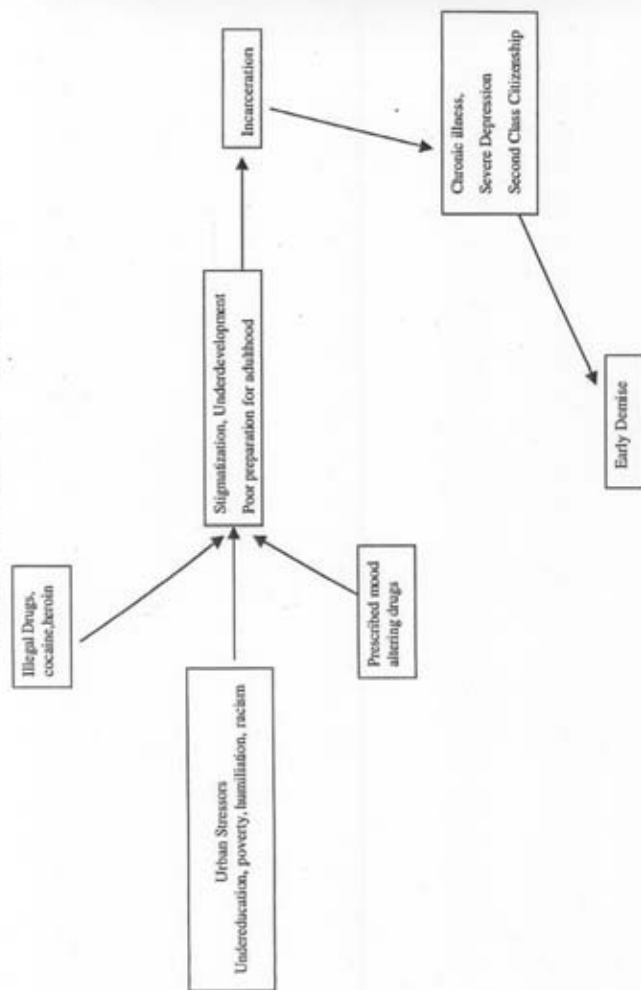 Illegal Drugs,
cocaine,heroin
Urban Stressors
Undereducation, poverty, humiliation, racism
Prescribed mood
altering drugs
Stigmatization, Underdevelopment
Poor preparation for adulthood
Incarceration
Chronic illness,
Severe Depression
Second Class Citizenship
Early Demise